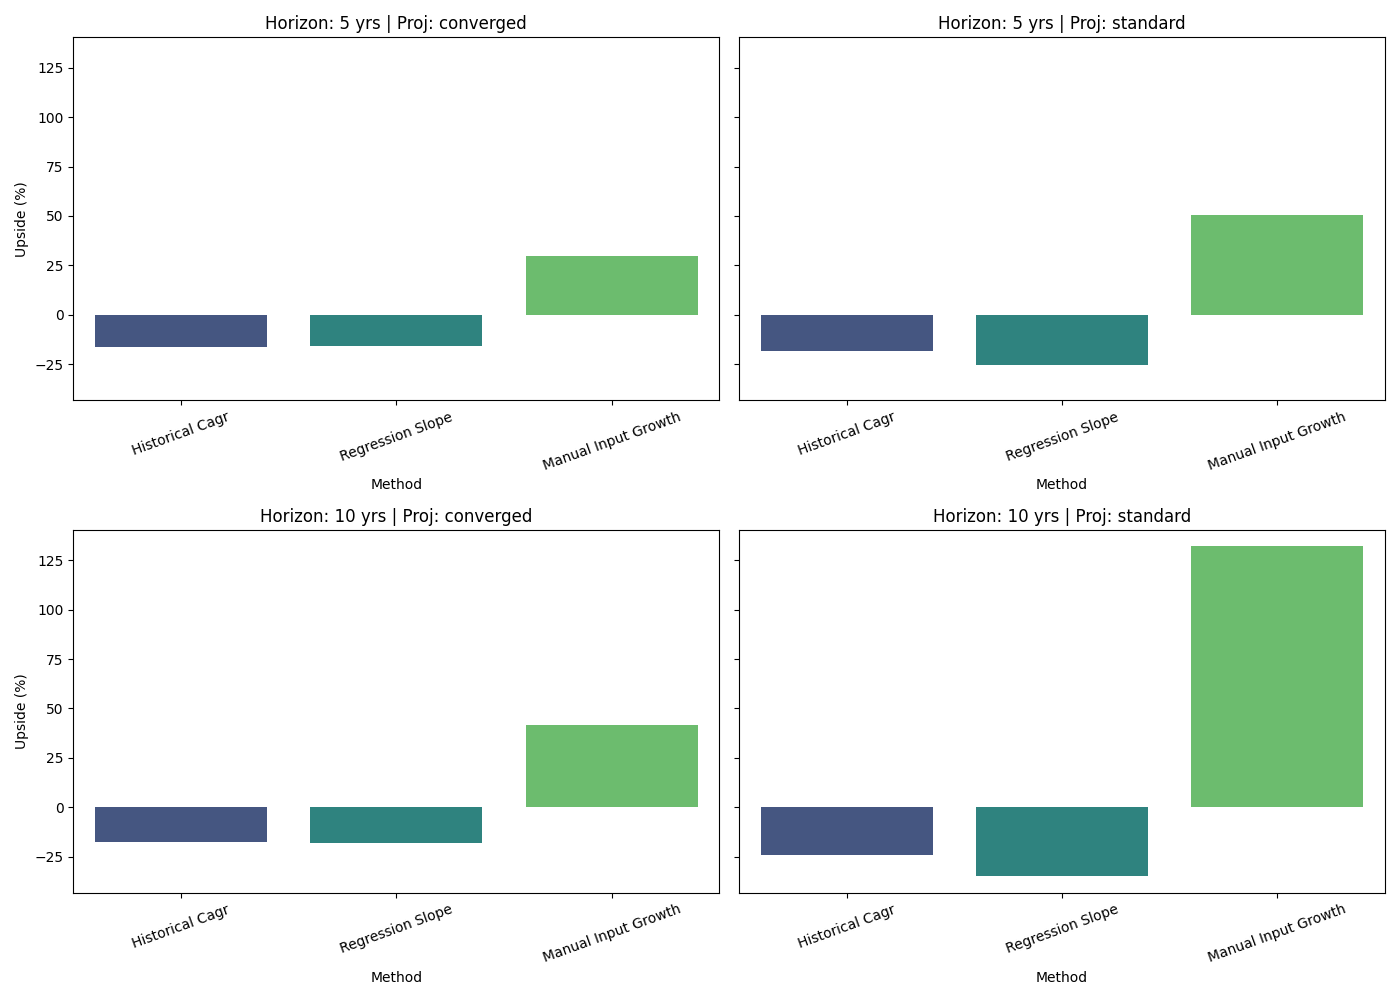 Horizon: 5 yrs | Proj: converged
Upside (%)
125
100
75
50
25
0
−25
Historical Cagr
Regression Slope
Manual Input Growth
Method
Horizon: 5 yrs | Proj: standard
Historical Cagr
Regression Slope
Manual Input Growth
Method
Horizon: 10 yrs | Proj: converged
Upside (%)
125
100
75
50
25
0
−25
Historical Cagr
Regression Slope
Manual Input Growth
Method
Horizon: 10 yrs | Proj: standard
Historical Cagr
Regression Slope
Manual Input Growth
Method